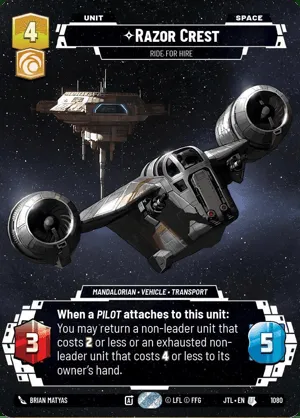 UNIT
SPACE
4
✧RAZOR CREST
RIDE FOR HIRE
MANDALORIAN • VEHICLE • TRANSPORT
When a PILOT attaches to this unit:
You may return a non-leader unit that
costs 2 or less or an exhausted non-
leader unit that costs 4 or less to its
owner's hand.
3
5
BRIAN MATYAS
© LFL © FFG
JTL • EN
1080